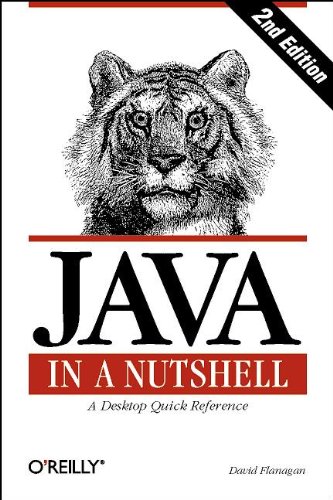 2nd Edition
JAVA
IN A NUTSHELL
A Desktop Quick Reference
O'REILLY®
David Flanagan